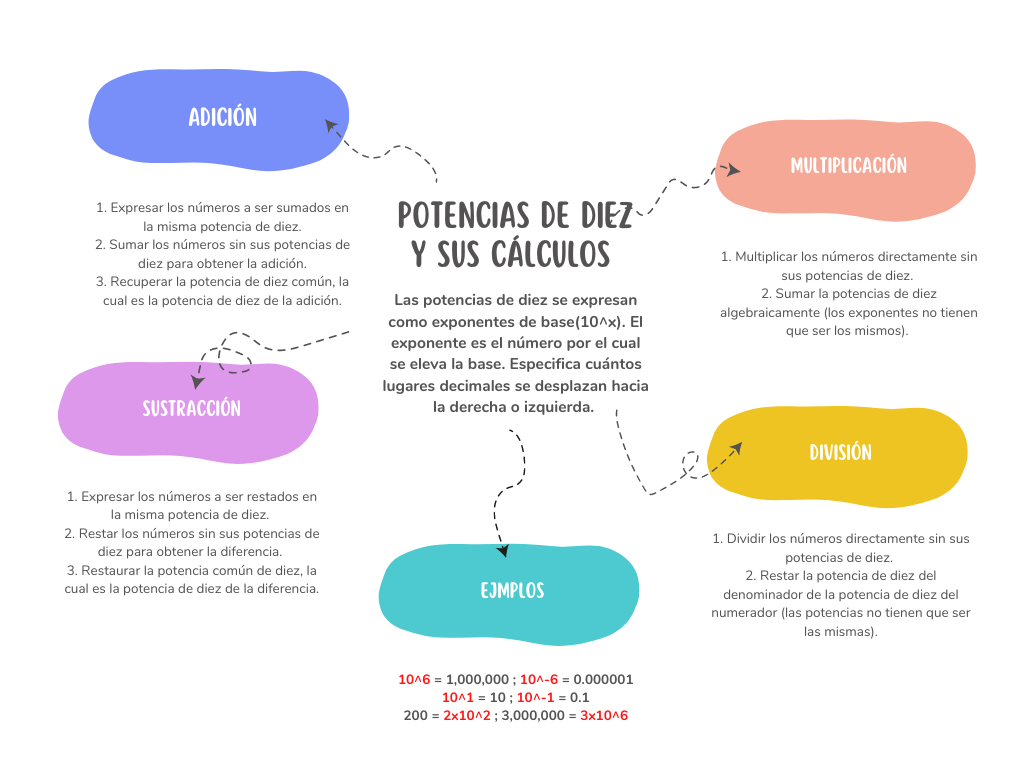 POTENCIAS DE DIEZ
Y SUS CÁLCULOS
Las potencias de diez se expresan
como exponentes de base(10^x). El
exponente es el número por el cual
se eleva la base. Especifica cuántos
lugares decimales se desplazan hacia
la derecha o izquierda.
ADICIÓN
1. Expresar los números a ser sumados en
la misma potencia de diez.
2. Sumar los números sin sus potencias de
diez para obtener la adición.
3. Recuperar la potencia de diez común, la
cual es la potencia de diez de la adición.
SUSTRACCIÓN
1. Expresar los números a ser restados en
la misma potencia de diez.
2. Restar los números sin sus potencias de
diez para obtener la diferencia.
3. Restaurar la potencia común de diez, la
cual es la potencia de diez de la diferencia.
MULTIPLICACIÓN
1. Multiplicar los números directamente sin
sus potencias de diez.
2. Sumar la potencias de diez
algebraicamente (los exponentes no tienen
que ser los mismos).
DIVISIÓN
1. Dividir los números directamente sin sus
potencias de diez.
2. Restar la potencia de diez del
denominador de la potencia de diez del
numerador (las potencias no tienen que ser
las mismas).
EJMPLOS
10^6 = 1,000,000 ; 10^-6 = 0.000001
10^1 = 10 ; 10^-1 = 0.1
200 = 2x10^2 ; 3,000,000 = 3x10^6